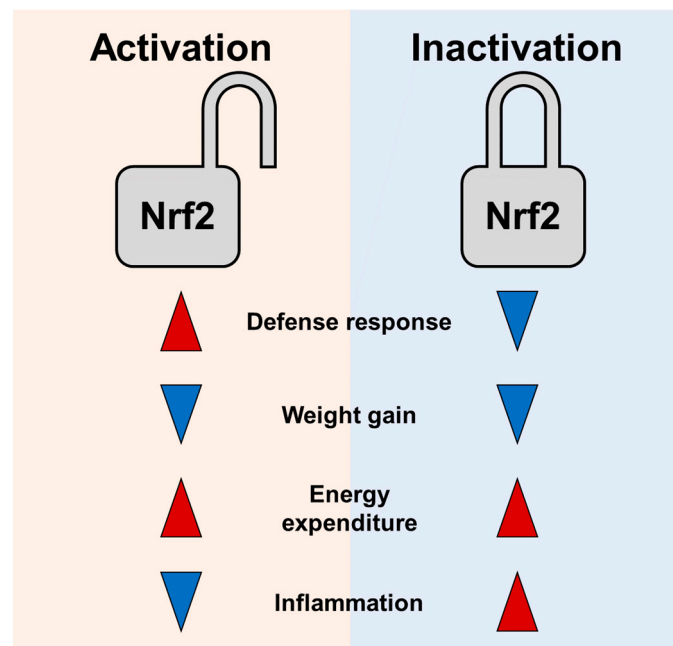 Activation
Inactivation
Nrf2
Nrf2
Defense response
Weight gain
Energy
expenditure
Inflammation